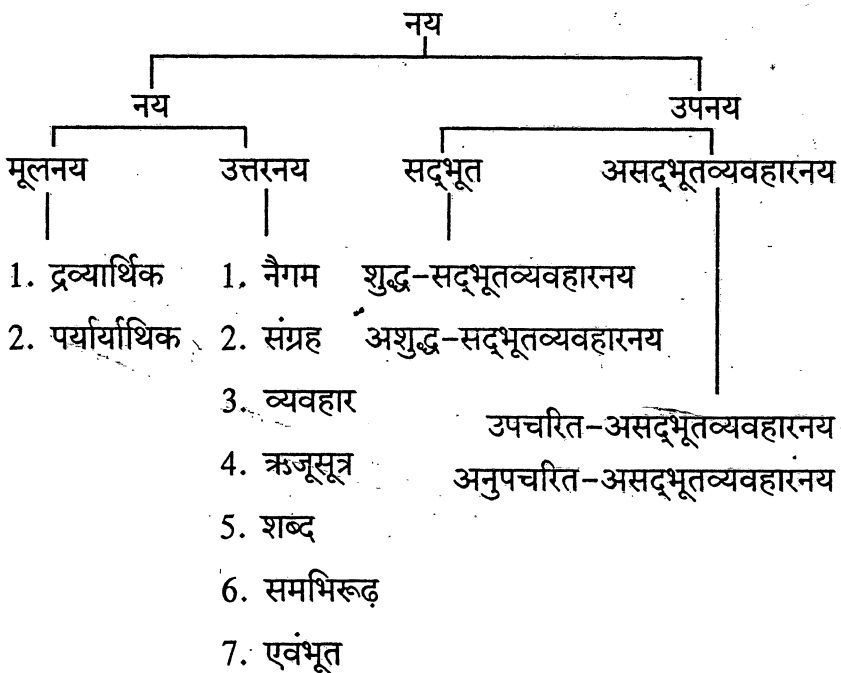 नय
नय उपनय
मूलनय उत्तरनय सद्‌भूत असद्‌भूतव्यवहारनय
1. द्रव्यार्थिक 1. नैगम शुद्ध-सद्‌भूतव्यवहारनय
2. पर्यार्याथिक 2. संग्रह अशुद्ध-सद्‌भूतव्यवहारनय
3. व्यवहार
उपचरित-असद्‌भूतव्यवहारनय
4. ऋजूसूत्र
अनुपचरित-असद्‌भूतव्यवहारनय
5. शब्द
6. समभिरूढ़
7. एवंभूत